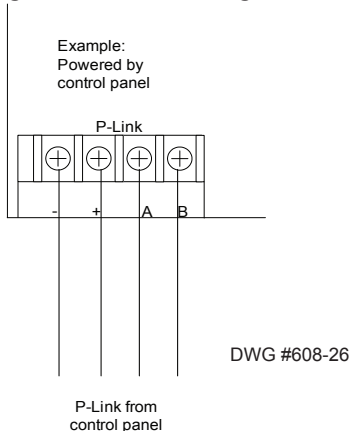 Example:
Powered by
control panel
P-Link
- + A B
DWG #608-26
P-Link from
control panel